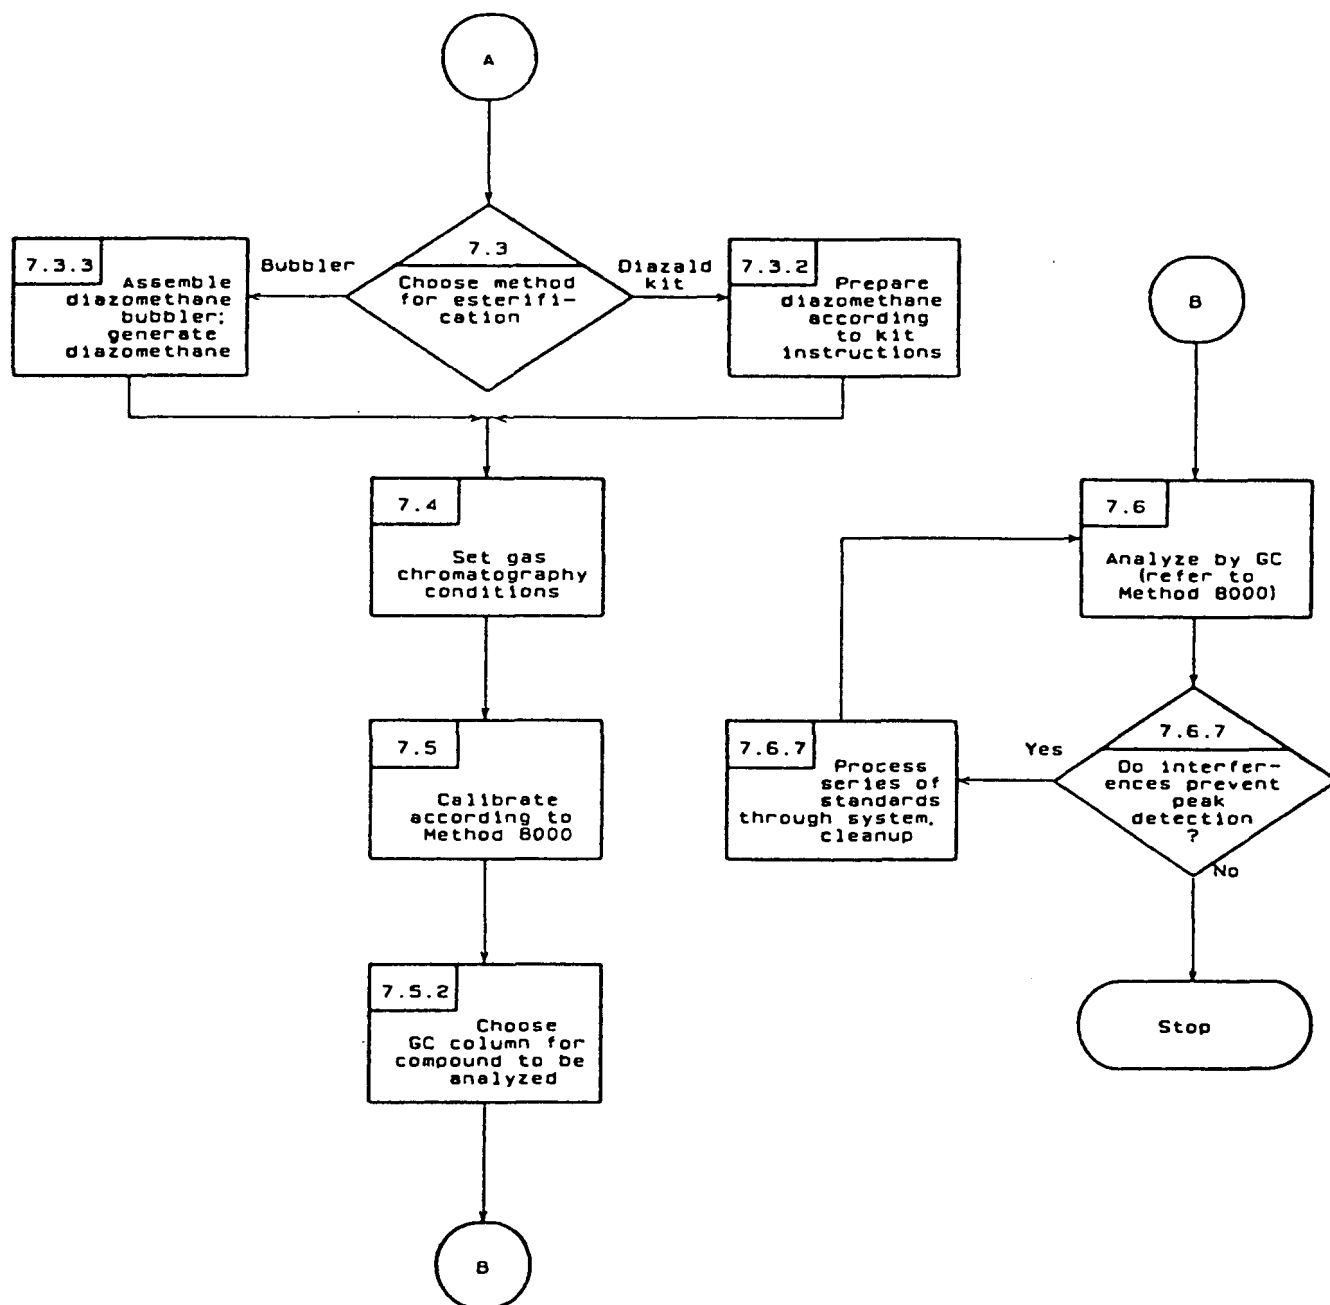 A
7.3
Choose method
for esterifi-
cation
Bubbler
Diazald
kit
7.3.3
Assemble
diazomethane
bubbler;
generate
diazomethane
7.3.2
Prepare
diazomethane
according
to kit
instructions
7.4
Set gas
chromatography
conditions
7.5
Calibrate
according to
Method 8000
7.5.2
Choose
GC column for
compound to be
analyzed
B
B
7.6
Analyze by GC
(refer to
Method 8000)
7.6.7
Do interfer-
ences prevent
peak
detection
?
Yes
No
7.6.7
Process
series of
standards
through system,
cleanup
Stop